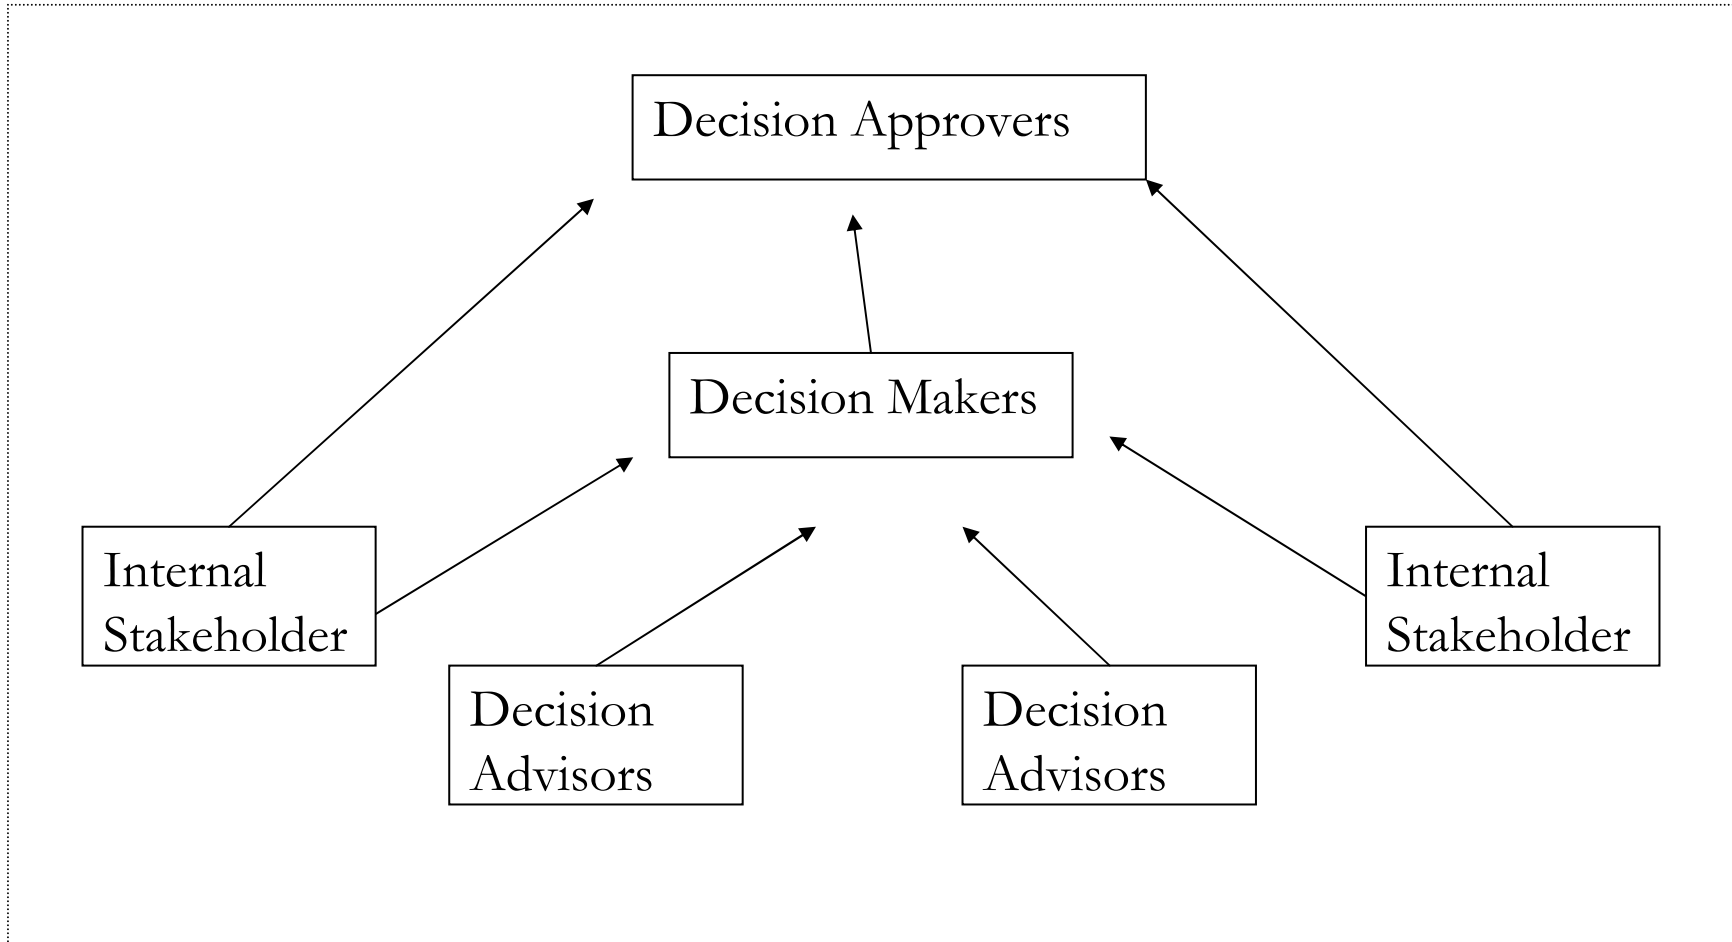 Decision Approvers
Decision Makers
Internal
Stakeholder
Internal
Stakeholder
Decision
Advisors
Decision
Advisors